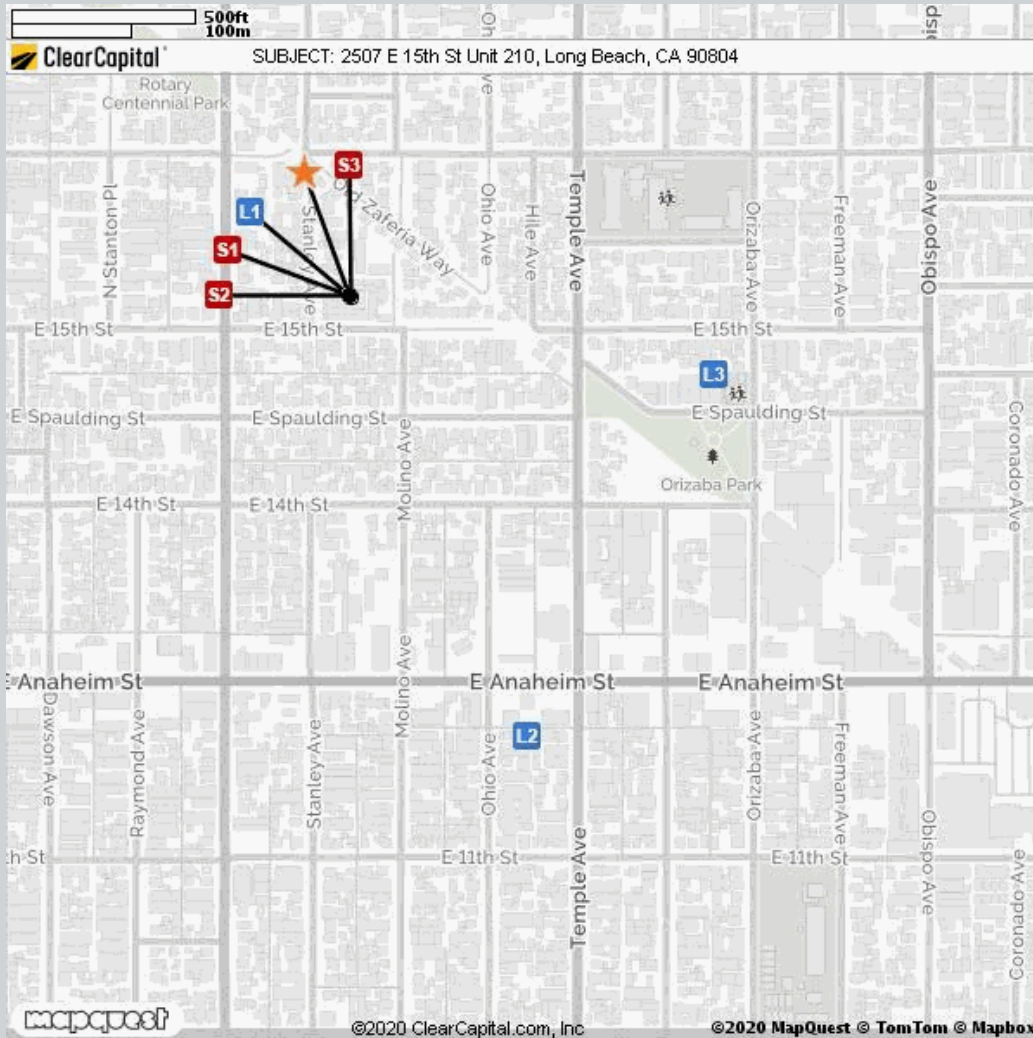 500ft
100m
ClearCapital
SUBJECT: 2507 E 15th St Unit 210, Long Beach, CA 90804
Rotary
Centennial Park
S3
L1
S1
S2
N Stanton Pl
Stanley Ave
Old Zaferia Way
Ohio Ave
Hile Ave
Temple Ave
Orizaba Ave
Freeman Ave
Obispo Ave
E 15th St
E 15th St
E 15th St
L3
E Spaulding St
E Spaulding St
E Spaulding St
Molino Ave
Coronado Ave
Orizaba Park
E 14th St
E 14th St
E Anaheim St
E Anaheim St
E Anaheim St
L2
Dawson Ave
Raymond Ave
Stanley Ave
Molino Ave
Ohio Ave
Orizaba Ave
Freeman Ave
Obispo Ave
Temple Ave
Coronado Ave
th St
E 11th St
E 11th St
mapquest
©2020 ClearCapital.com, Inc
©2020 MapQuest © TomTom © Mapbox